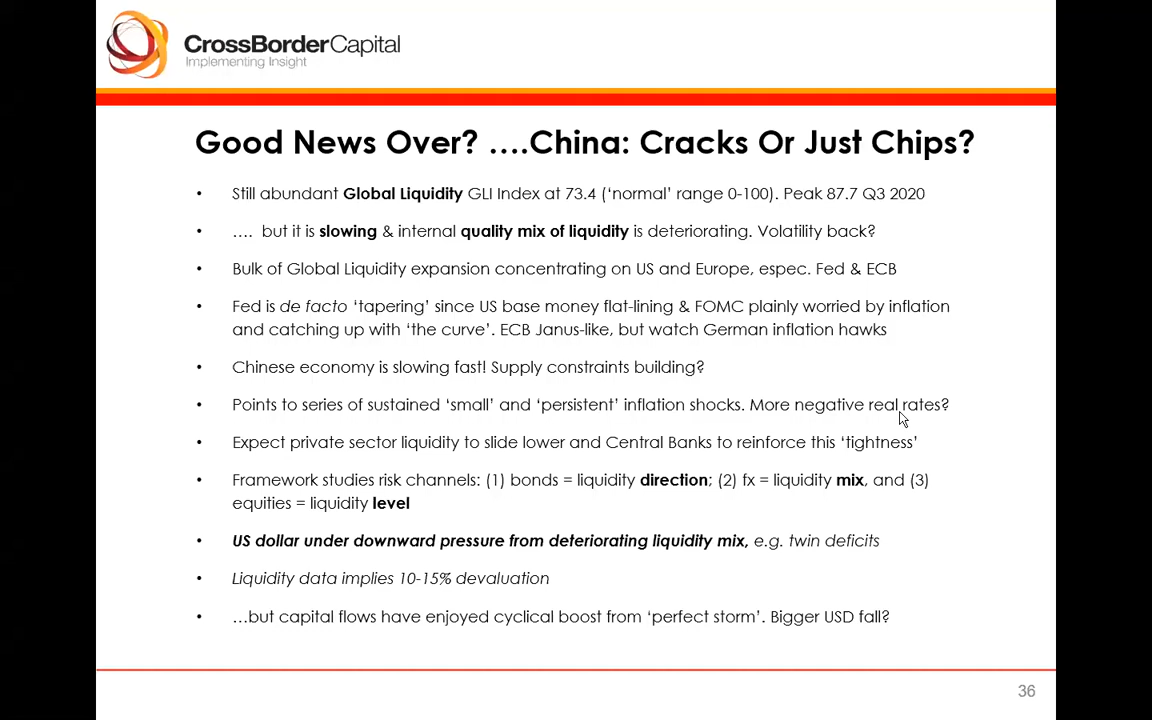 CrossBorderCapital
Implementing Insight
Good News Over? ….China: Cracks Or Just Chips?
• Still abundant Global Liquidity GLI Index at 73.4 (‘normal’ range 0-100). Peak 87.7 Q3 2020
• …. but it is slowing & internal quality mix of liquidity is deteriorating. Volatility back?
• Bulk of Global Liquidity expansion concentrating on US and Europe, espec. Fed & ECB
• Fed is de facto ‘tapering’ since US base money flat-lining & FOMC plainly worried by inflation
and catching up with ‘the curve’. ECB Janus-like, but watch German inflation hawks
• Chinese economy is slowing fast! Supply constraints building?
• Points to series of sustained ‘small’ and ‘persistent’ inflation shocks. More negative real rates?
• Expect private sector liquidity to slide lower and Central Banks to reinforce this ‘tightness’
• Framework studies risk channels: (1) bonds = liquidity direction; (2) fx = liquidity mix, and (3)
equities = liquidity level
• US dollar under downward pressure from deteriorating liquidity mix, e.g. twin deficits
• Liquidity data implies 10-15% devaluation
• …but capital flows have enjoyed cyclical boost from ‘perfect storm’. Bigger USD fall?
36